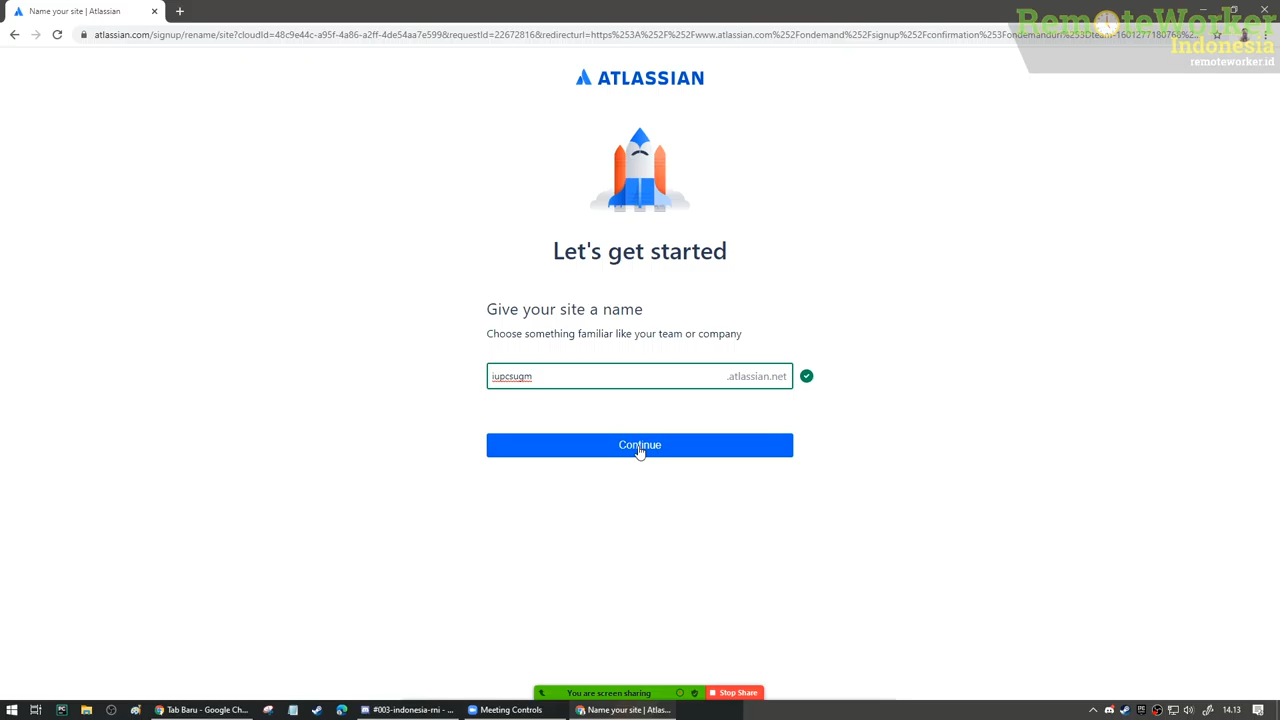 Name your site | Atlassian
atlassian.com/signup/rename/site?cloudId=48c9e44c-a95f-4a86-a2ff-4dbc4aa7e599&requestId=22672816&redirecturl=https%253A%252F%252Fwww.atlassian.com%252Fondemand%252Fsignup%252Fconfirmation%253Fondemandurl%253Dteam-1601277180768%252...
RemoteWorker
Indonesia
remoteworker.id
ATLASSIAN
Let's get started
Give your site a name
Choose something familiar like your team or company
iupcsugm
.atlassian.net
Continue
You are screen sharing
Stop Share
Tab Baru - Google Ch...
#003-indonesia-rni - ...
Meeting Controls
Name your site | Atlas...
14.13